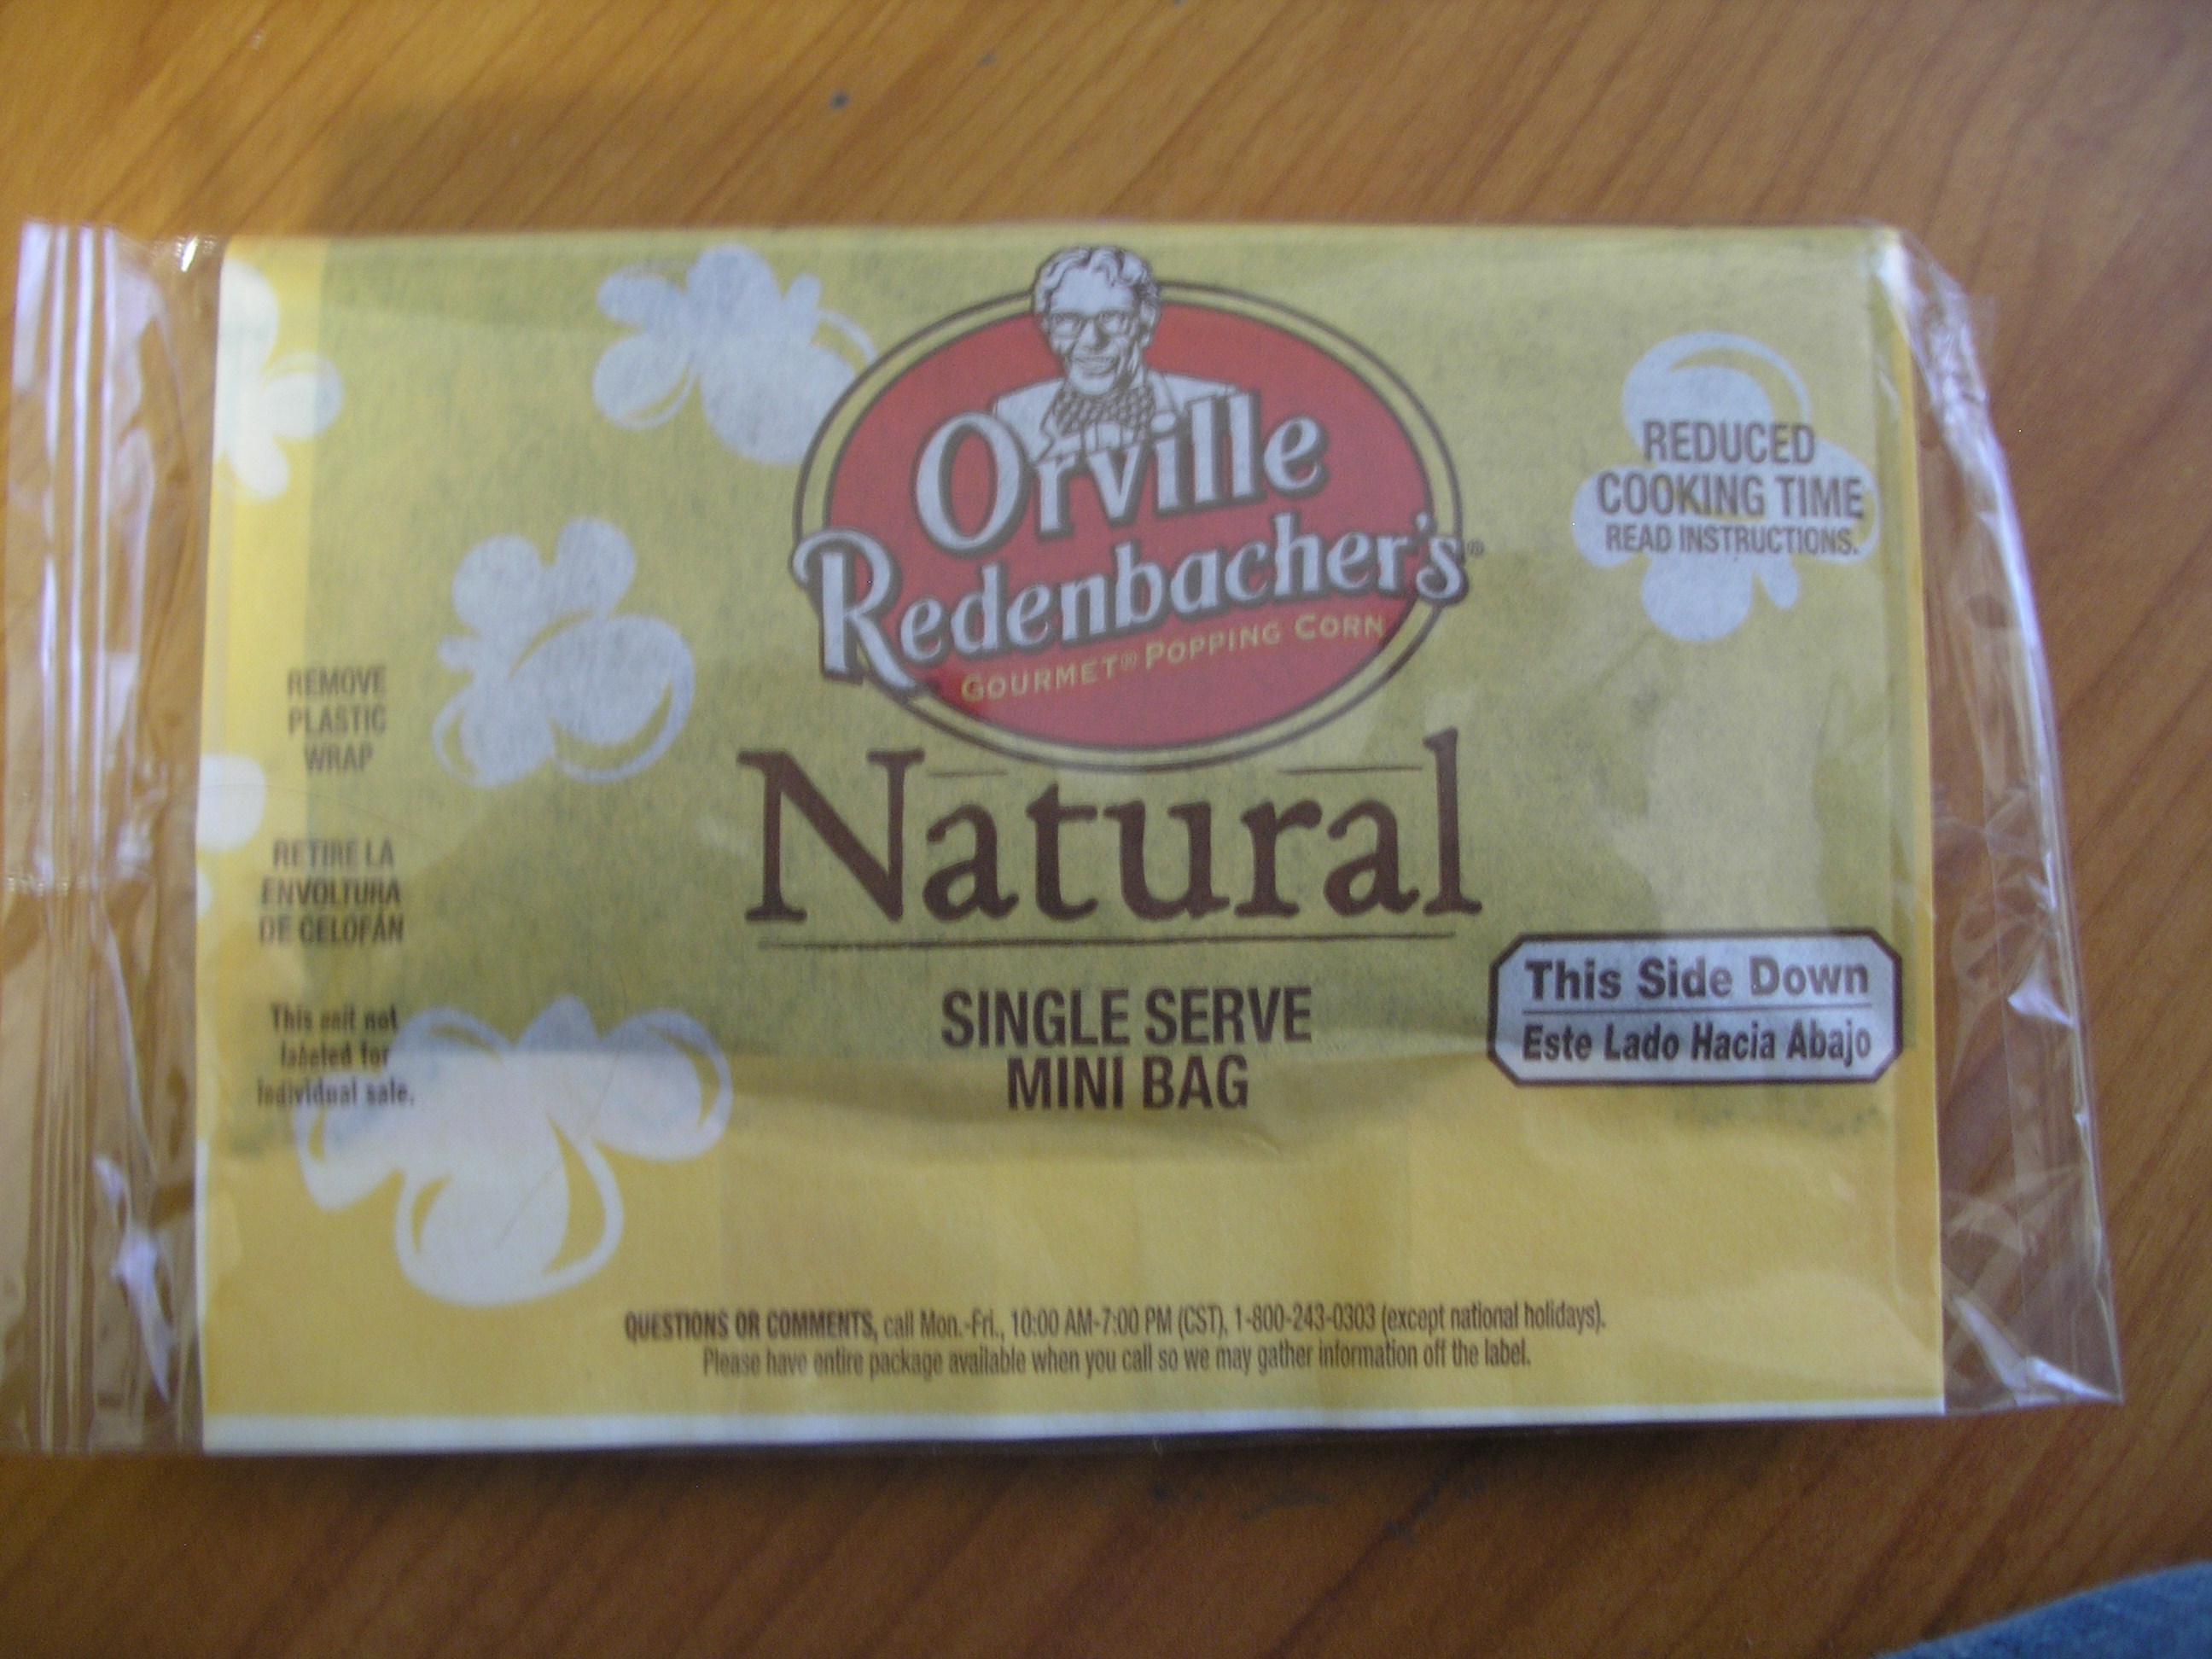 Orville
Redenbacher's®
GOURMET® POPPING CORN
Natural
SINGLE SERVE
MINI BAG
REDUCED
COOKING TIME
READ INSTRUCTIONS.
REMOVE
PLASTIC
WRAP
RETIRE LA
ENVOLTURA
DE CELOFÁN
This unit not
labeled for
individual sale.
This Side Down
Este Lado Hacia Abajo
QUESTIONS OR COMMENTS, call Mon.-Fri., 10:00 AM-7:00 PM (CST), 1-800-243-0303 (except national holidays).
Please have entire package available when you call so we may gather information off the label.